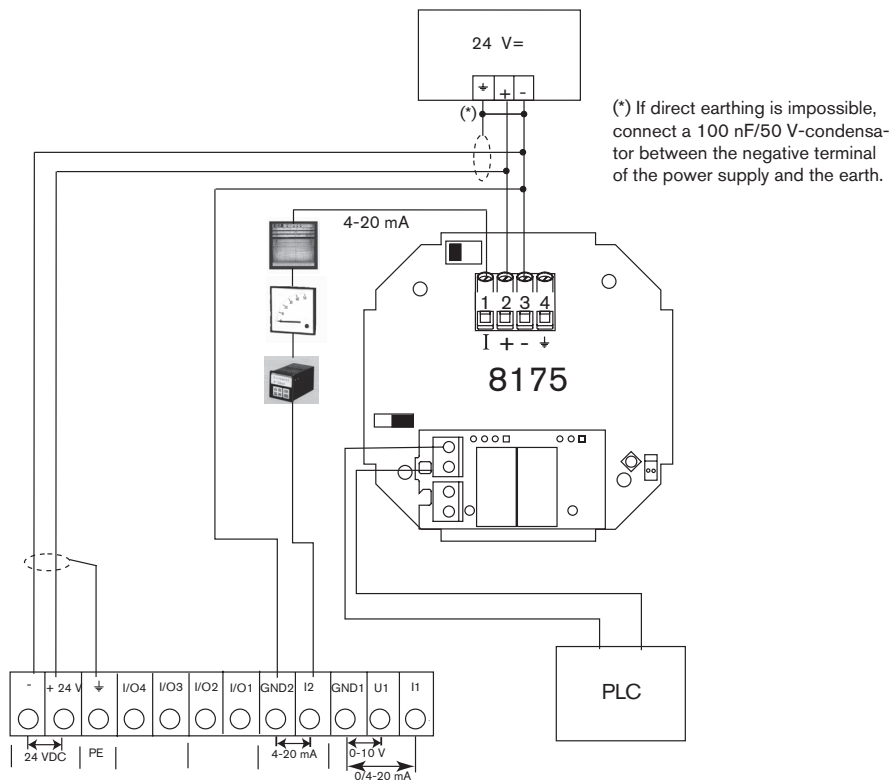 24 V=
⏚ + -
(*)
(*) If direct earthing is impossible,
connect a 100 nF/50 V-condensa-
tor between the negative terminal
of the power supply and the earth.
4-20 mA
1 2 3 4
I + - ⏚
8175
PLC
- + 24 V ⏚ I/O4 I/O3 I/O2 I/O1 GND2 I2 GND1 U1 I1
24 VDC PE 4-20 mA 0-10 V
0/4-20 mA